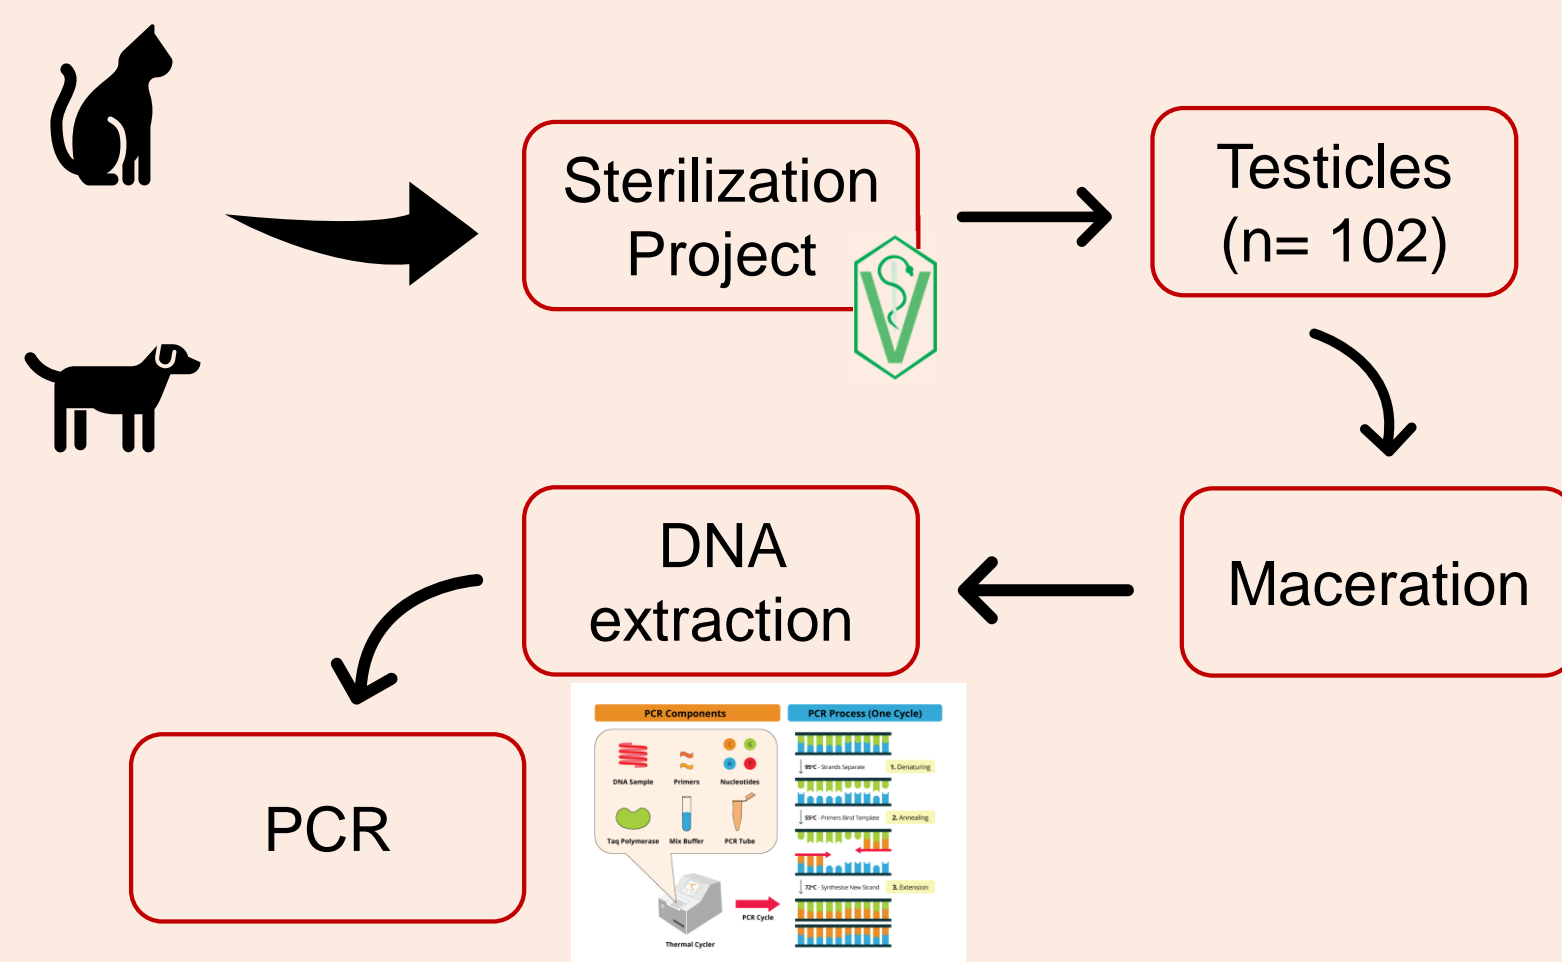 Sterilization
Project
Testicles
(n= 102)
Maceration
DNA
extraction
PCR
PCR Components
DNA Sample
Primers
Nucleotides
C
G
A
T
Taq Polymerase
Mix Buffer
PCR Tube
Thermal Cycler
PCR Cycle
PCR Process (One Cycle)
95°C - Strands Separate
1. Denaturing
55°C - Primers Bind Template
2. Annealing
72°C - Synthesise New Strand
3. Extension